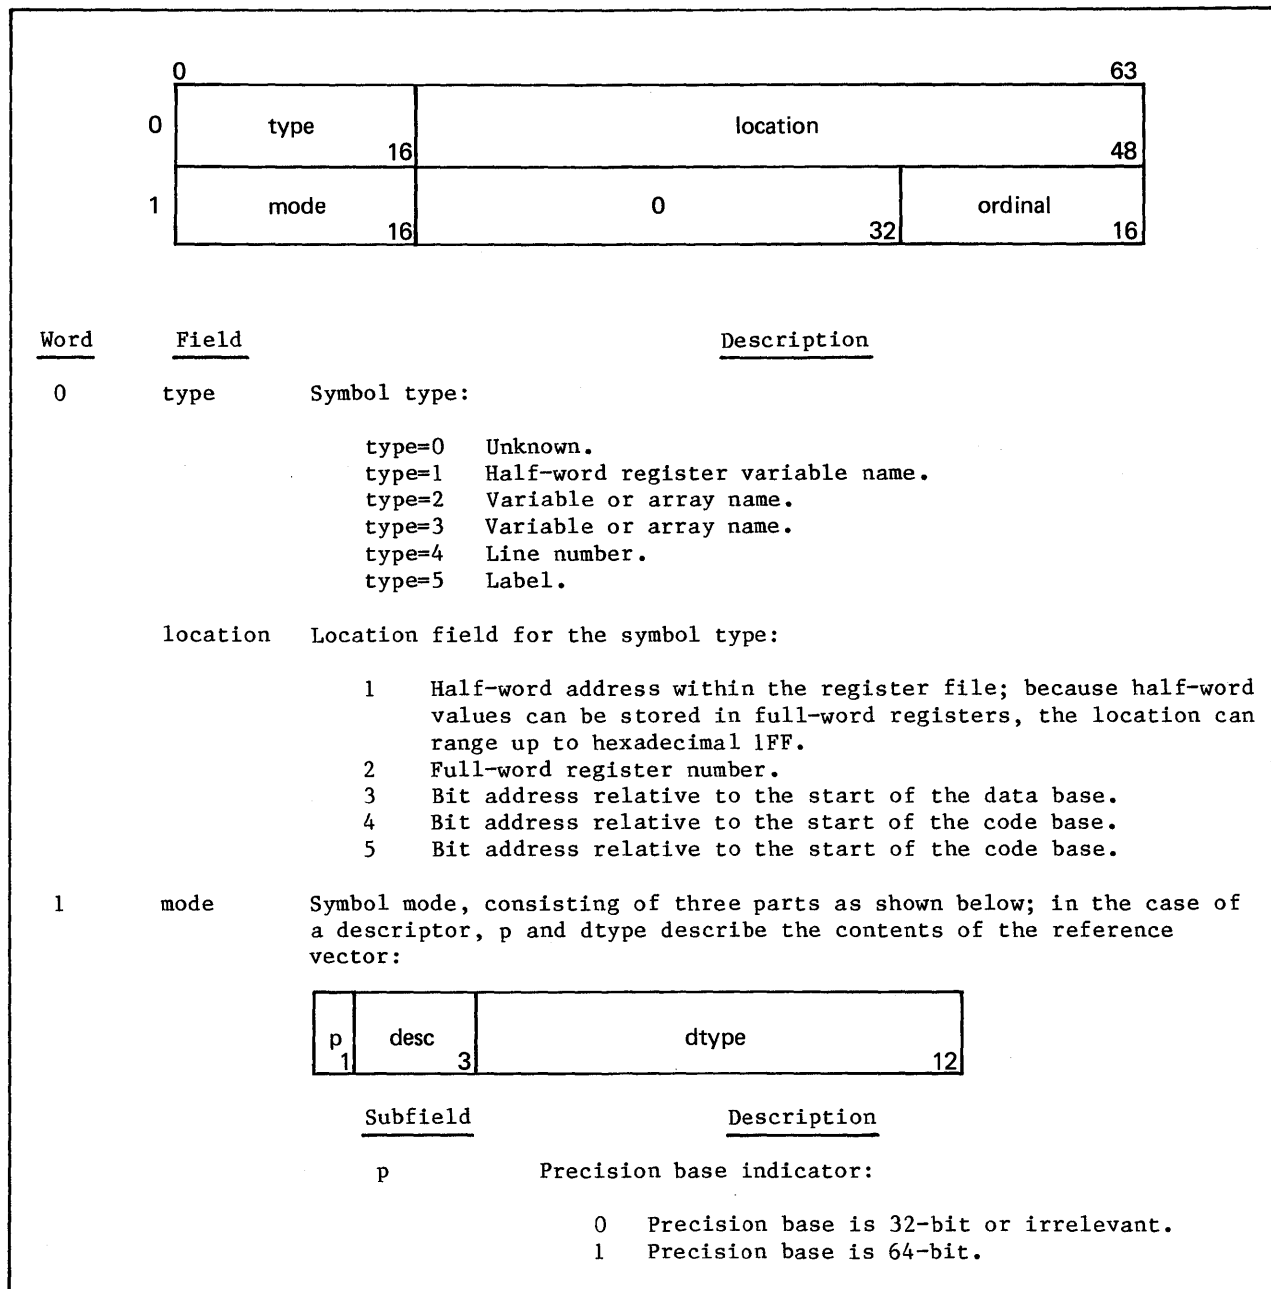 0 63
0 type 16 location 48
1 mode 16 0 32 ordinal 16
Word Field Description
0 type Symbol type:
type=0 Unknown.
type=1 Half-word register variable name.
type=2 Variable or array name.
type=3 Variable or array name.
type=4 Line number.
type=5 Label.
location Location field for the symbol type:
1 Half-word address within the register file; because half-word
values can be stored in full-word registers, the location can
range up to hexadecimal 1FF.
2 Full-word register number.
3 Bit address relative to the start of the data base.
4 Bit address relative to the start of the code base.
5 Bit address relative to the start of the code base.
1 mode Symbol mode, consisting of three parts as shown below; in the case of
a descriptor, p and dtype describe the contents of the reference
vector:
p 1 desc 3 dtype 12
Subfield Description
p Precision base indicator:
0 Precision base is 32-bit or irrelevant.
1 Precision base is 64-bit.